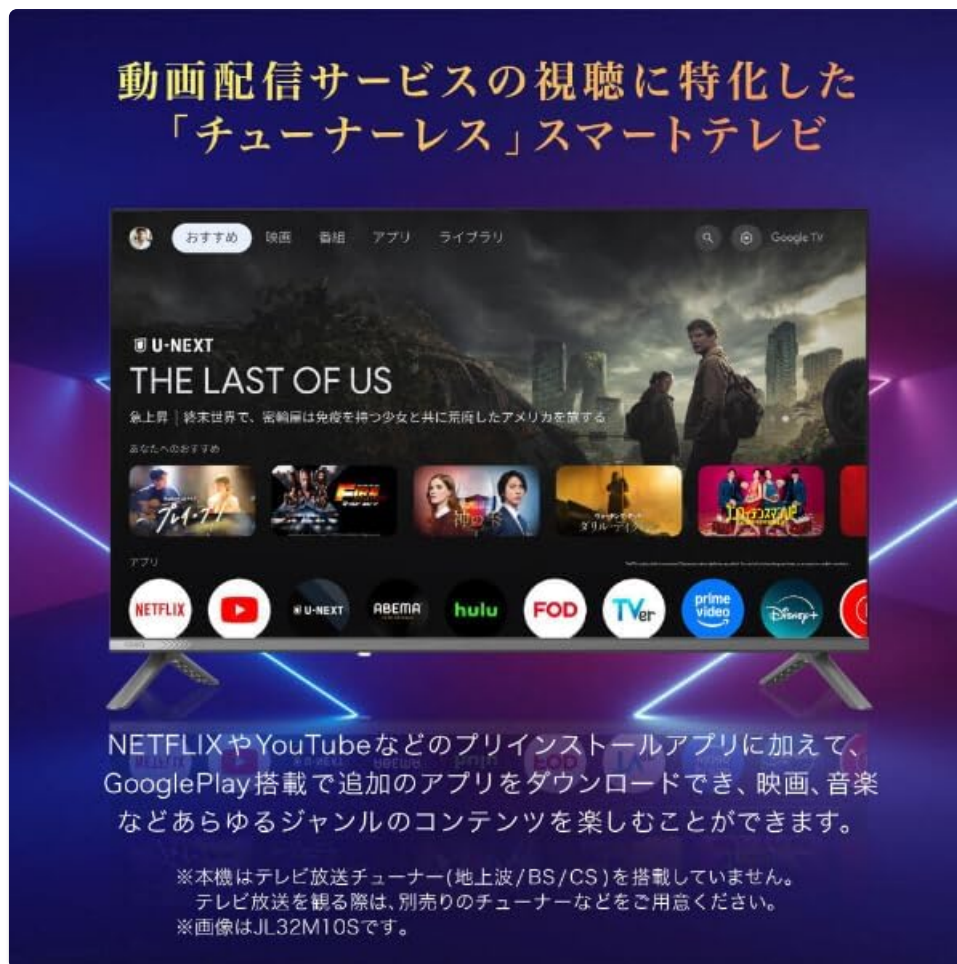 動画配信サービスの視聴に特化した
「チューナーレス」スマートテレビ
おすすめ 映画 番組 アプリ ライブラリ Google TV
U-NEXT
THE LAST OF US
急上昇 | 終末世界で、密輸屋は免疫を持つ少女と共に荒廃したアメリカを旅する
あなたへのおすすめ
アプリ
NETFLIX U-NEXT ABEMA hulu FOD TVer prime video Disney+
NETFLIXやYouTubeなどのプリインストールアプリに加えて、
GooglePlay搭載で追加のアプリをダウンロードでき、映画、音楽
などあらゆるジャンルのコンテンツを楽しむことができます。
※本機はテレビ放送チューナー(地上波/BS/CS)を搭載していません。
テレビ放送を観る際は、別売りのチューナーなどをご用意ください。
※画像はJL32M10Sです。